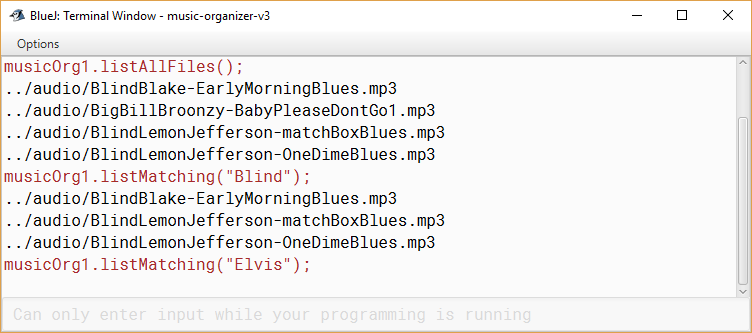 BlueJ: Terminal Window - music-organizer-v3
Options
musicOrg1.listAllFiles();
../audio/BlindBlake-EarlyMorningBlues.mp3
../audio/BigBillBroonzy-BabyPleaseDontGo1.mp3
../audio/BlindLemonJefferson-matchBoxBlues.mp3
../audio/BlindLemonJefferson-OneDimeBlues.mp3
musicOrg1.listMatching("Blind");
../audio/BlindBlake-EarlyMorningBlues.mp3
../audio/BlindLemonJefferson-matchBoxBlues.mp3
../audio/BlindLemonJefferson-OneDimeBlues.mp3
musicOrg1.listMatching("Elvis");
Can only enter input while your programming is running